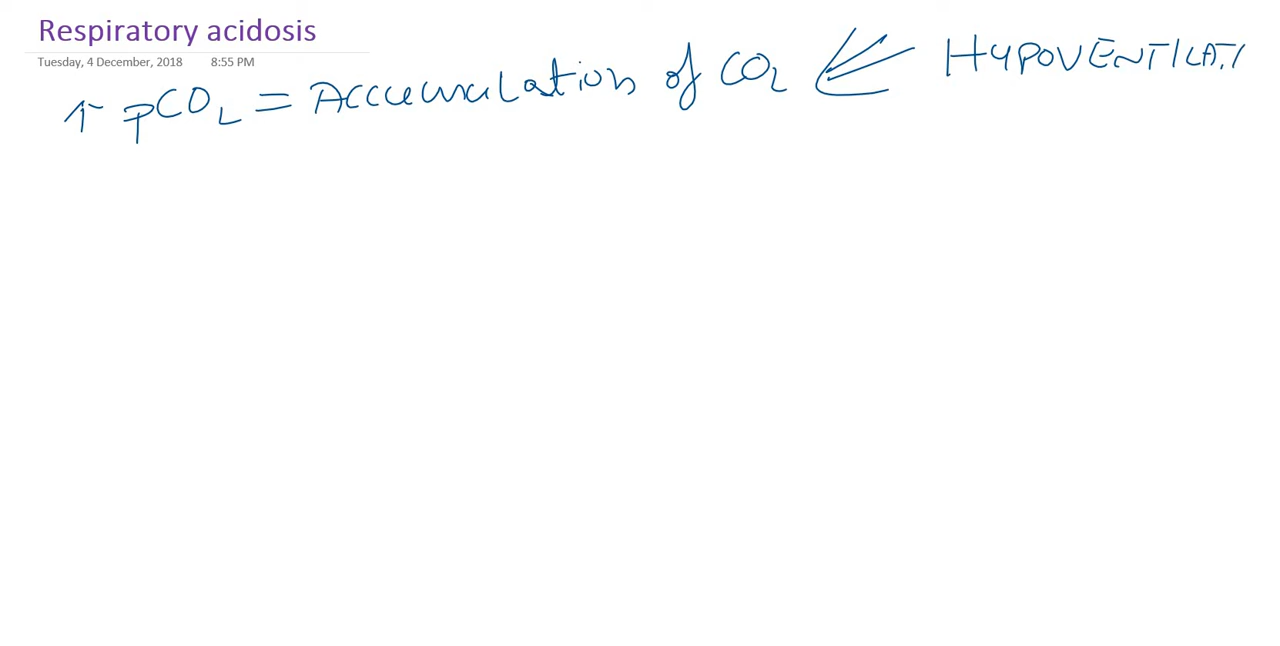 Respiratory acidosis
Tuesday, 4 December, 2018 8:55 PM
↑ pCO2 = Accumulation of CO2 ⇐ HYPOVENTILATI